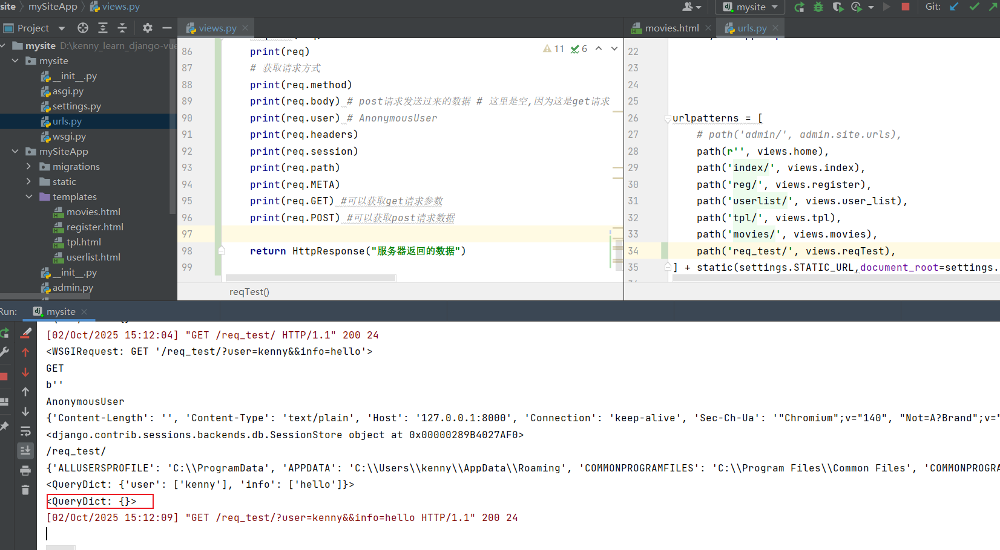 site mySiteApp views.py
mysite Git:
Project
views.py
movies.html urls.py
mysite D:\kenny_learn_django-vue
mysite
__init__.py
asgi.py
settings.py
urls.py
wsgi.py
mySiteApp
migrations
static
templates
movies.html
register.html
tpl.html
userlist.html
__init__.py
admin.py
11 6
86 print(req)
87 # 获取请求方式
88 print(req.method)
89 print(req.body) # post请求发送过来的数据 # 这里是空,因为这是get请求
90 print(req.user) # AnonymousUser
91 print(req.headers)
92 print(req.session)
93 print(req.path)
94 print(req.META)
95 print(req.GET) #可以获取get请求参数
96 print(req.POST) #可以获取post请求数据
97
98 return HttpResponse("服务器返回的数据")
99
reqTest()
22
23
24
25
26 urlpatterns = [
27 # path('admin/', admin.site.urls),
28 path(r'', views.home),
29 path('index/', views.index),
30 path('reg/', views.register),
31 path('userlist/', views.user_list),
32 path('tpl/', views.tpl),
33 path('movies/', views.movies),
34 path('req_test/', views.reqTest),
35 ] + static(settings.STATIC_URL,document_root=settings.
Run: mysite
[02/Oct/2025 15:12:04] "GET /req_test/ HTTP/1.1" 200 24
<WSGIRequest: GET '/req_test/?user=kenny&&info=hello'>
GET
b''
AnonymousUser
{'Content-Length': '', 'Content-Type': 'text/plain', 'Host': '127.0.0.1:8000', 'Connection': 'keep-alive', 'Sec-Ch-Ua': '"Chromium";v="140", "Not=A?Brand";v="
<django.contrib.sessions.backends.db.SessionStore object at 0x00000289B4027AF0>
/req_test/
{'ALLUSERSPROFILE': 'C:\\ProgramData', 'APPDATA': 'C:\\Users\\kenny\\AppData\\Roaming', 'COMMONPROGRAMFILES': 'C:\\Program Files\\Common Files', 'COMMONPROGRA
<QueryDict: {'user': ['kenny'], 'info': ['hello']}>
<QueryDict: {}>
[02/Oct/2025 15:12:09] "GET /req_test/?user=kenny&&info=hello HTTP/1.1" 200 24